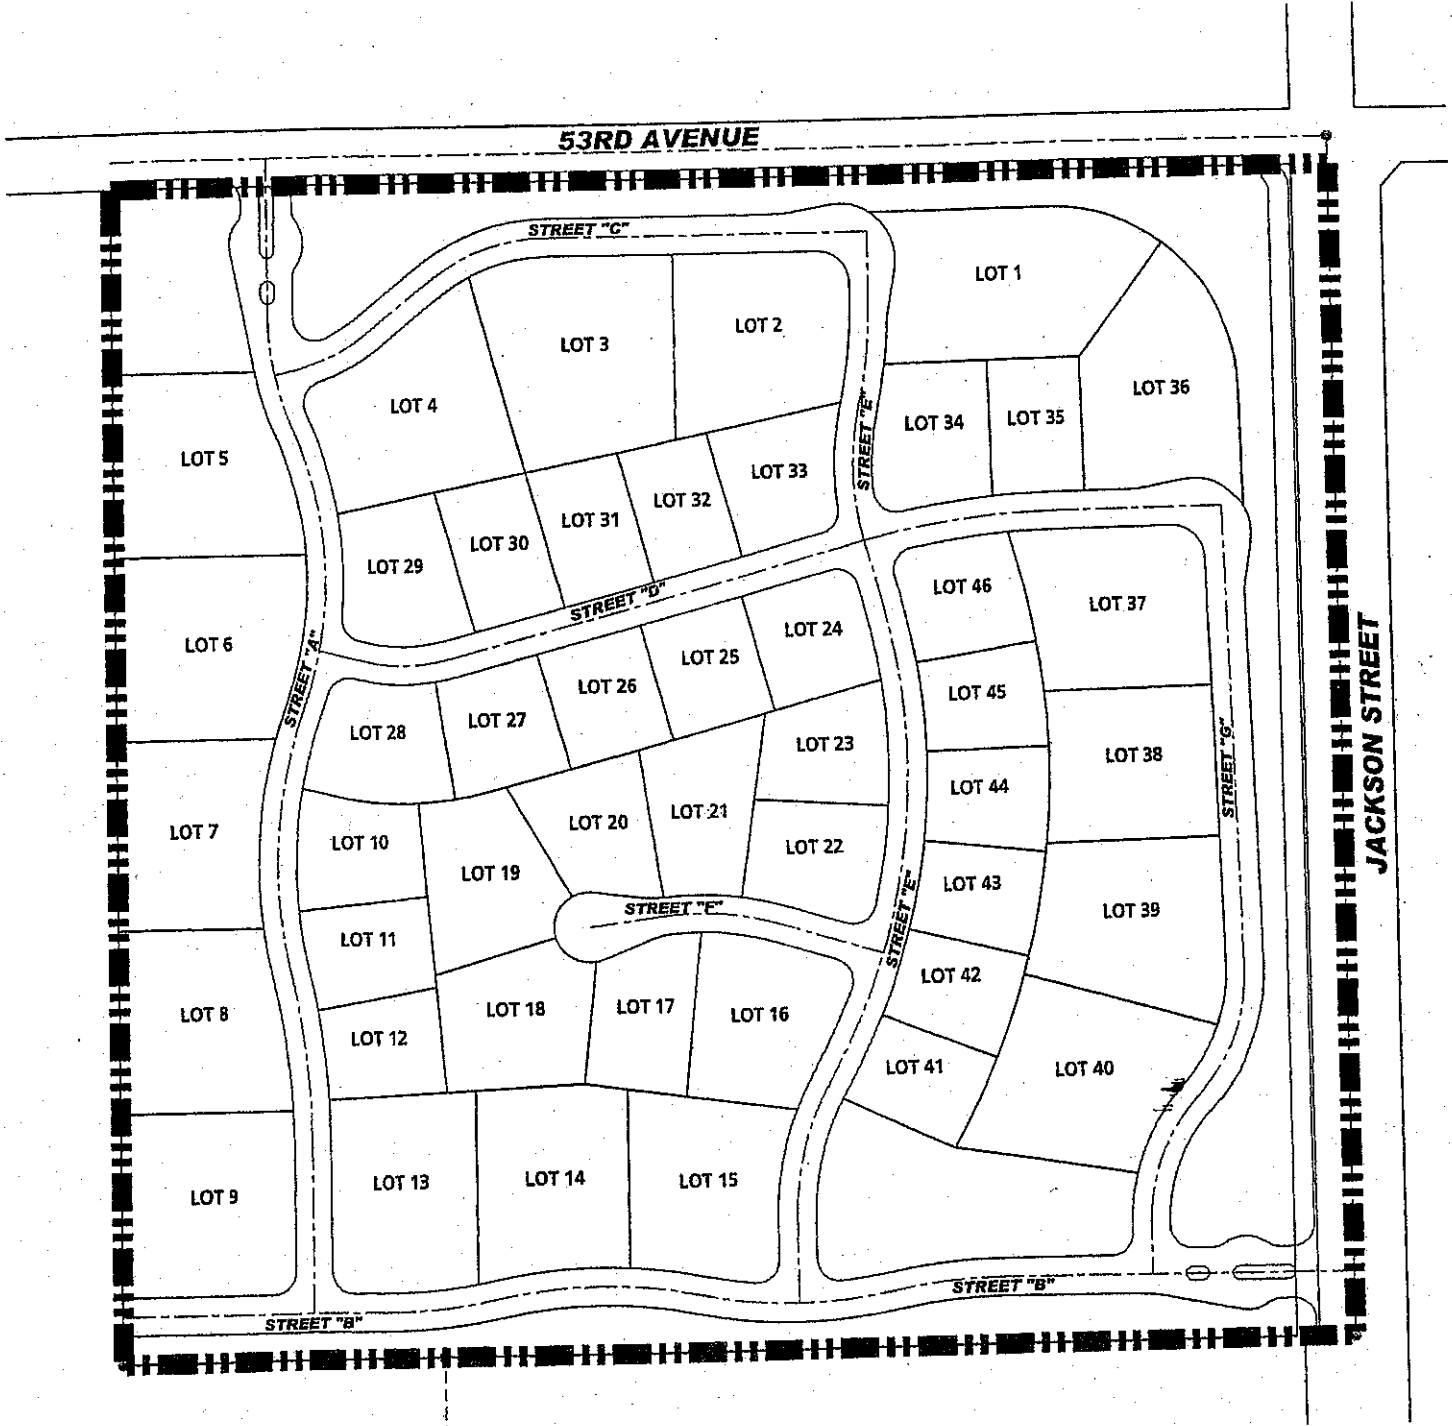 53RD AVENUE
STREET "C"
LOT 1
LOT 2
LOT 3
LOT 36
LOT 4
STREET "E"
LOT 34
LOT 35
LOT 5
LOT 33
LOT 32
LOT 31
LOT 30
LOT 29
LOT 46
LOT 37
STREET "D"
LOT 24
LOT 6
LOT 25
STREET "A"
LOT 26
LOT 45
LOT 27
LOT 28
LOT 23
LOT 38
STREET "G"
JACKSON STREET
LOT 44
LOT 21
LOT 20
LOT 7
LOT 10
LOT 22
LOT 19
LOT 43
STREET "F"
STREET "E"
LOT 39
LOT 11
LOT 42
LOT 8
LOT 18
LOT 17
LOT 16
LOT 12
LOT 41
LOT 40
LOT 9
LOT 13
LOT 14
LOT 15
STREET "B"
STREET "B"